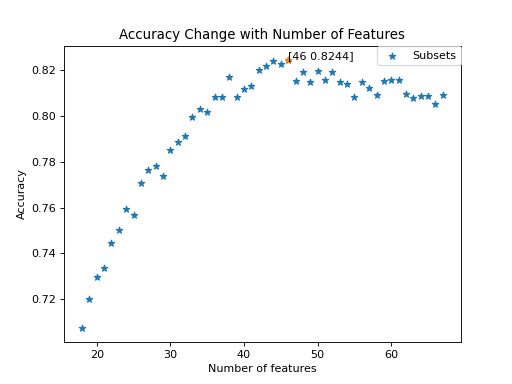 Accuracy Change with Number of Features
[46 0.8244]
Subsets
0.82
0.80
0.78
0.76
0.74
0.72
Accuracy
20 30 40 50 60
Number of features